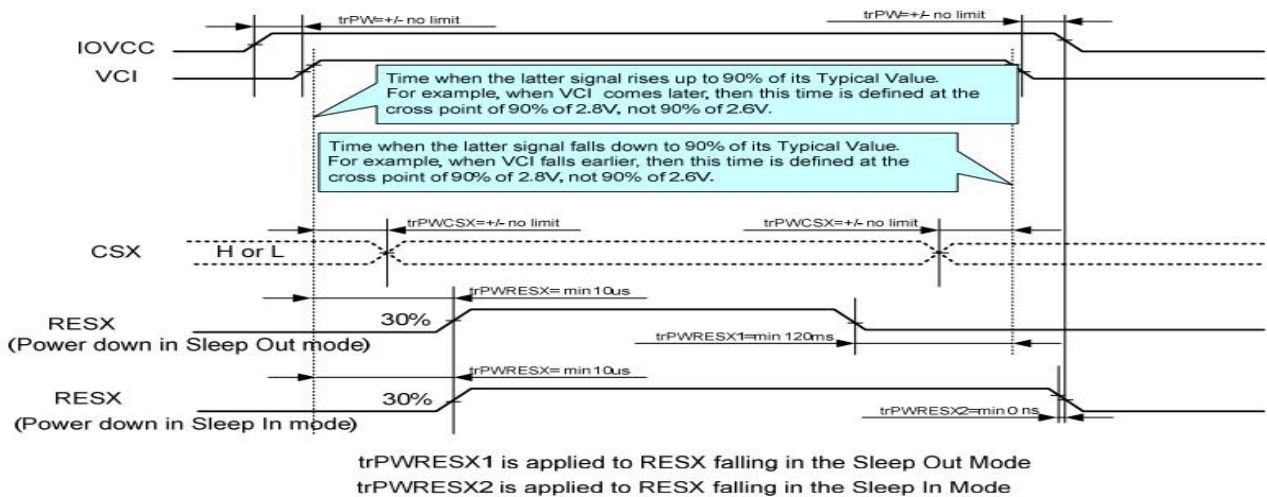 trPW=+/- no limit
trPW=+/- no limit
IOVCC
VCI
Time when the latter signal rises up to 90% of its Typical Value.
For example, when VCI comes later, then this time is defined at the
cross point of 90% of 2.8V, not 90% of 2.6V.
Time when the latter signal falls down to 90% of its Typical Value.
For example, when VCI falls earlier, then this time is defined at the
cross point of 90% of 2.8V, not 90% of 2.6V.
trPWCSX=+/- no limit
trPWCSX=+/- no limit
CSX
H or L
trPWRESX= min10us
RESX
30%
(Power down in Sleep Out mode)
trPWRESX1=min 120ms
trPWRESX= min10us
RESX
30%
(Power down in Sleep In mode)
trPWRESX2=min 0 ns
trPWRESX1 is applied to RESX falling in the Sleep Out Mode
trPWRESX2 is applied to RESX falling in the Sleep In Mode